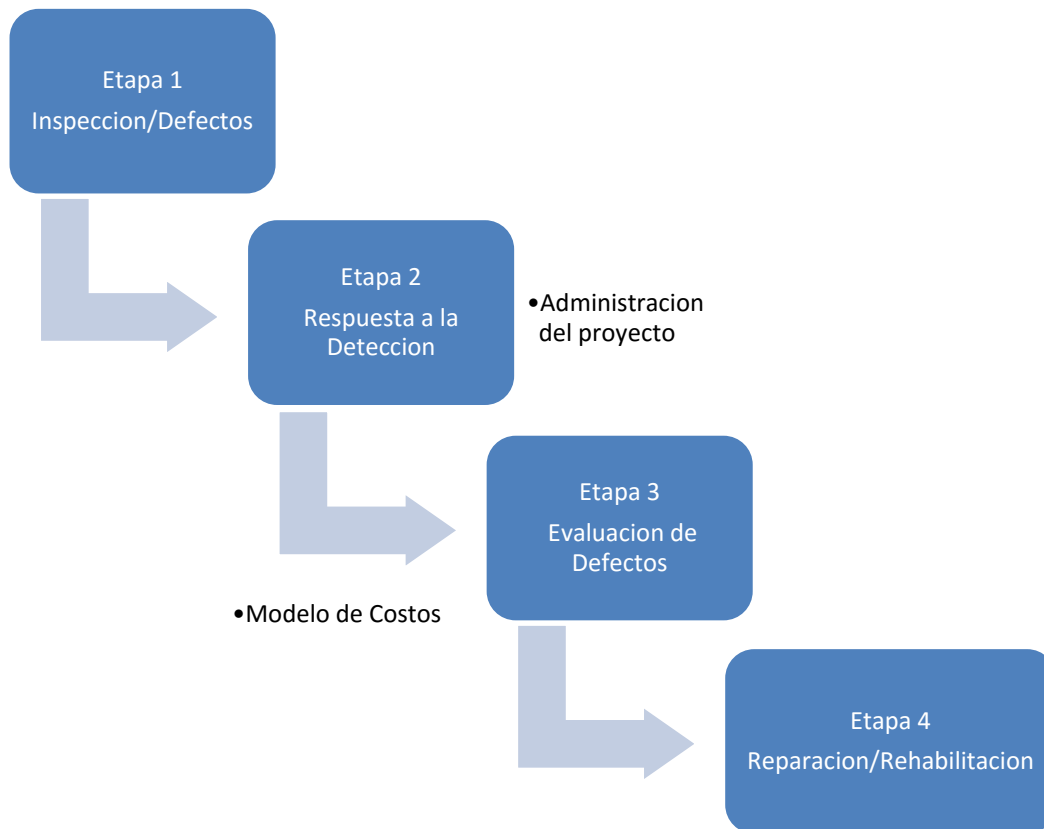 Etapa 1
Inspeccion/Defectos
Etapa 2
Respuesta a la
Deteccion
•Administracion
del proyecto
Etapa 3
Evaluacion de
Defectos
•Modelo de Costos
Etapa 4
Reparacion/Rehabilitacion